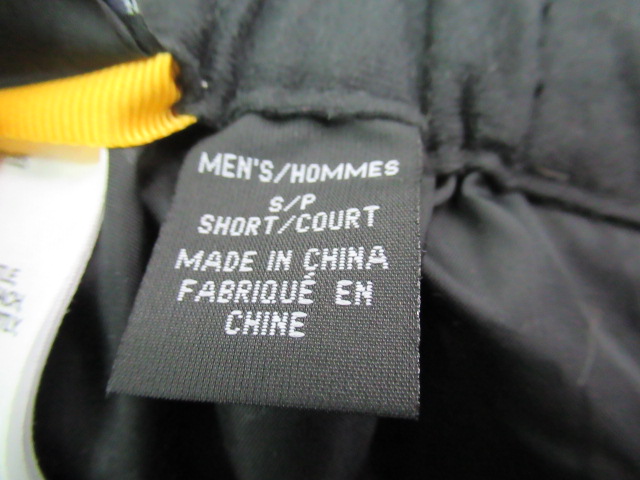 MEN'S/HOMMES
S/P
SHORT/COURT
MADE IN CHINA
FABRIQUÉ EN
CHINE